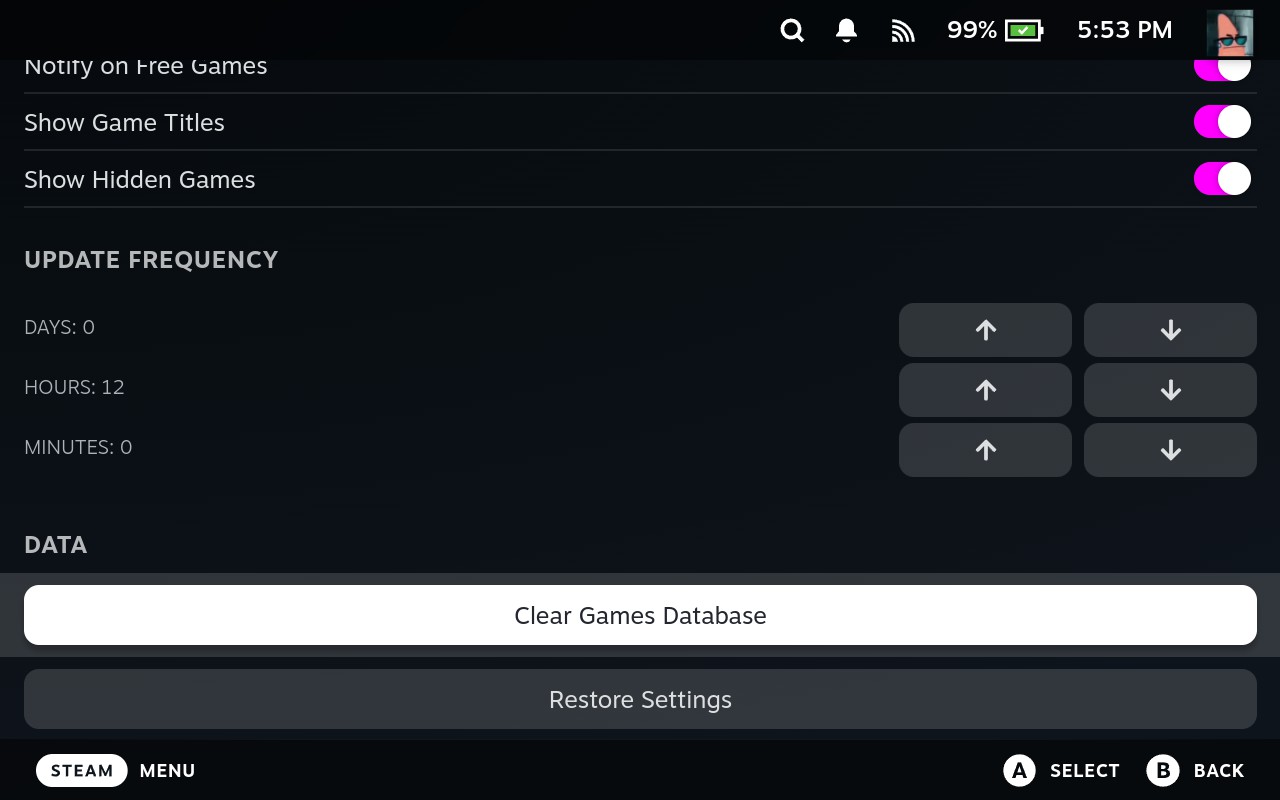 99% 5:53 PM
Notify on Free Games
Show Game Titles
Show Hidden Games
UPDATE FREQUENCY
DAYS: 0
HOURS: 12
MINUTES: 0
DATA
Clear Games Database
Restore Settings
STEAM MENU A SELECT B BACK